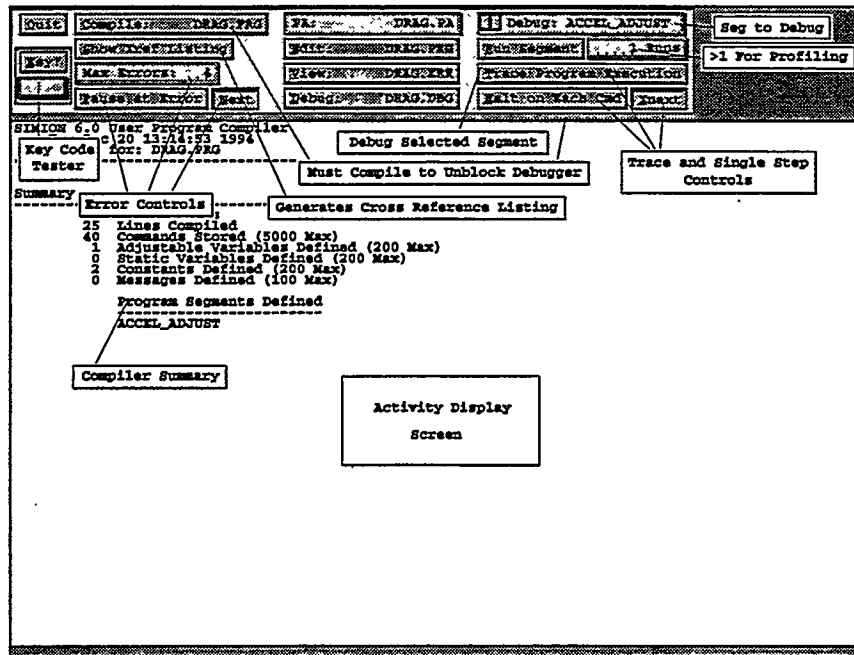 Quit Compile: DRAG.PRG PA: DRAG.PA Debug: ACCEL_ADJUST Seg to Debug
Show Xref Listing Edit: DRAG.PRG Run Segment 1 Runs >1 For Profiling
Key?
Max Errors: View: DRAG.ERR Trace Program Execution
Pause at Error Next Debug: DRAG.DBG Halt on Each Cmd Xnext
SIMION 6.0 User Program Compiler
20 13:14:53 1996
for: DRAG.PRG
Key Code
Tester
Debug Selected Segment
Must Compile to Unblock Debugger
Trace and Single Step
Controls
Summary
Error Controls
Generates Cross Reference Listing
25 Lines Compiled
40 Commands Stored (5000 Max)
1 Adjustable Variables Defined (200 Max)
0 Static Variables Defined (200 Max)
2 Constants Defined (200 Max)
0 Messages Defined (100 Max)
Program Segments Defined
--------------------
ACCEL_ADJUST
Compiler Summary
Activity Display
Screen